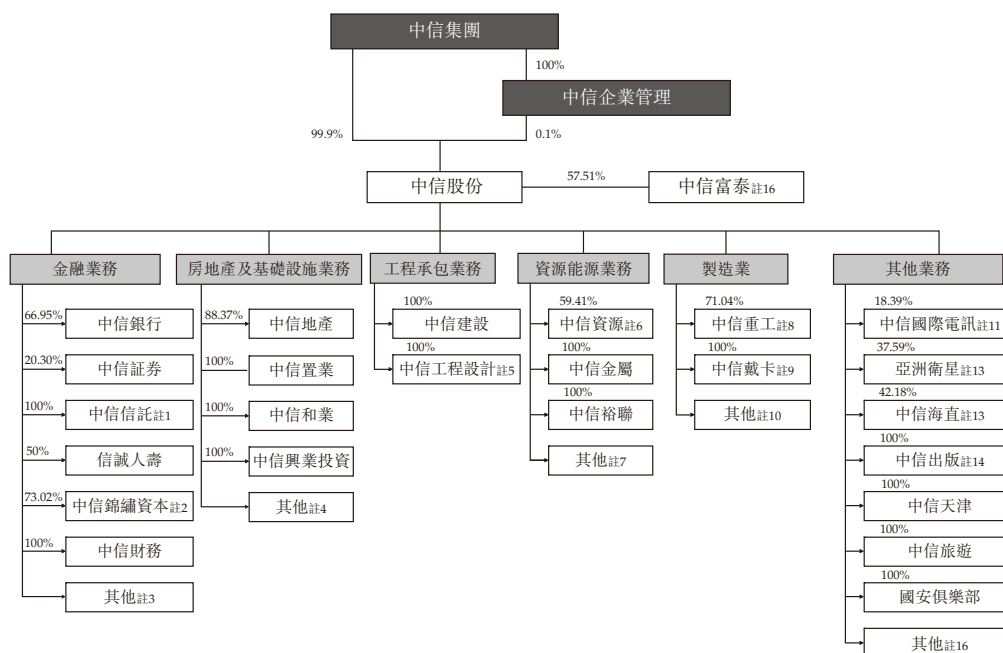 中信集團
100%
中信企業管理
99.9%
0.1%
中信股份
57.51%
中信富泰註16
金融業務
66.95%
中信銀行
20.30%
中信証券
100%
中信信託註1
50%
信誠人壽
73.02%
中信錦繡資本註2
100%
中信財務
其他註3
房地產及基礎設施業務
88.37%
中信地產
100%
中信置業
100%
中信和業
100%
中信興業投資
其他註4
工程承包業務
100%
中信建設
100%
中信工程設計註5
資源能源業務
59.41%
中信資源註6
100%
中信金屬
100%
中信裕聯
其他註7
製造業
71.04%
中信重工註8
100%
中信戴卡註9
其他註10
其他業務
18.39%
中信國際電訊註11
37.59%
亞洲衛星註13
42.18%
中信海直註13
100%
中信出版註14
100%
中信天津
100%
中信旅遊
100%
國安俱樂部
其他註16